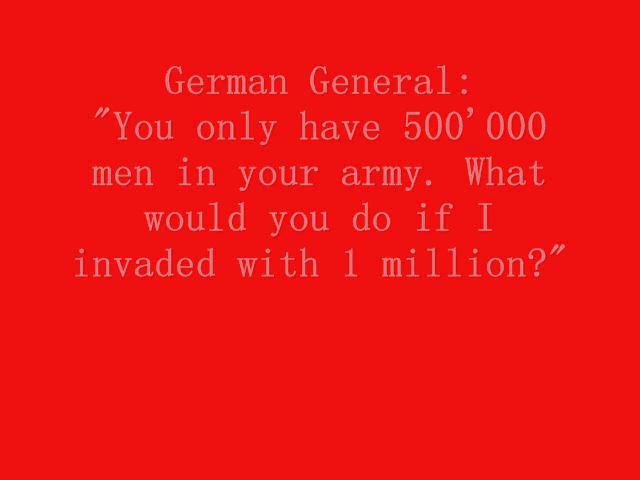 German General:
"You only have 500'000
men in your army. What
would you do if I
invaded with 1 million?"